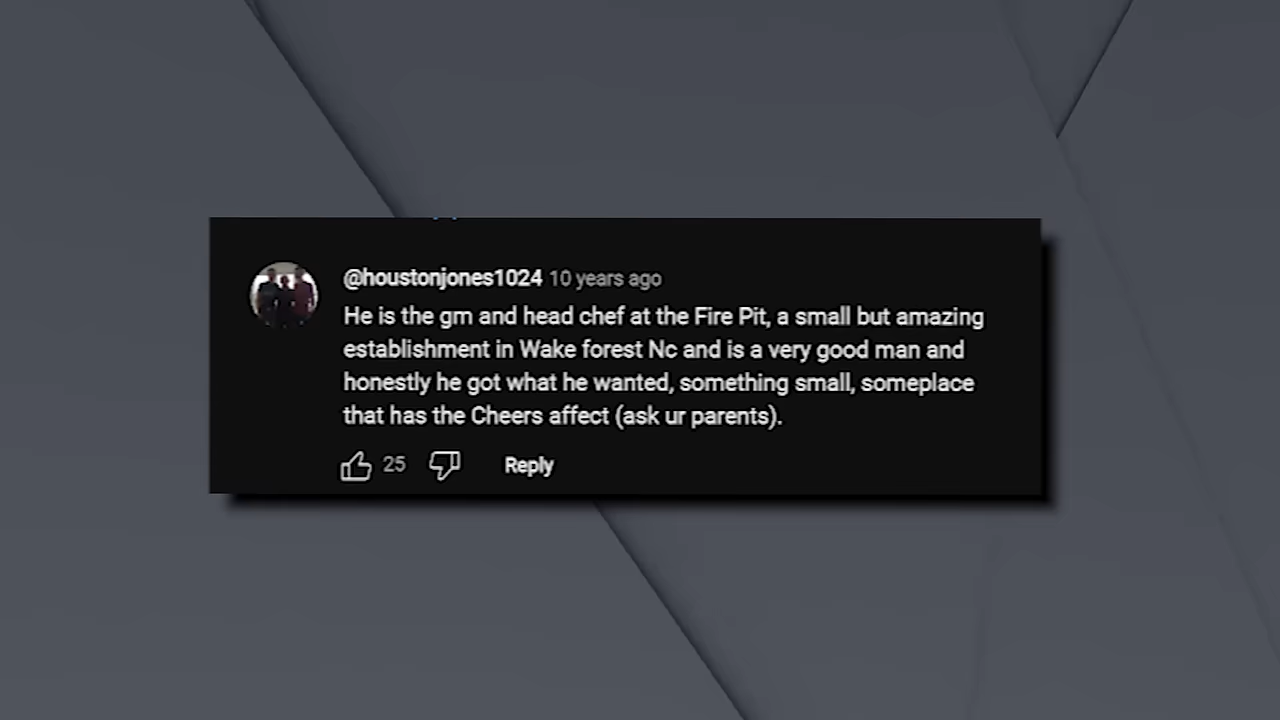 @houstonjones1024 10 years ago
He is the gm and head chef at the Fire Pit, a small but amazing
establishment in Wake forest Nc and is a very good man and
honestly he got what he wanted, something small, someplace
that has the Cheers affect (ask ur parents).
25 Reply